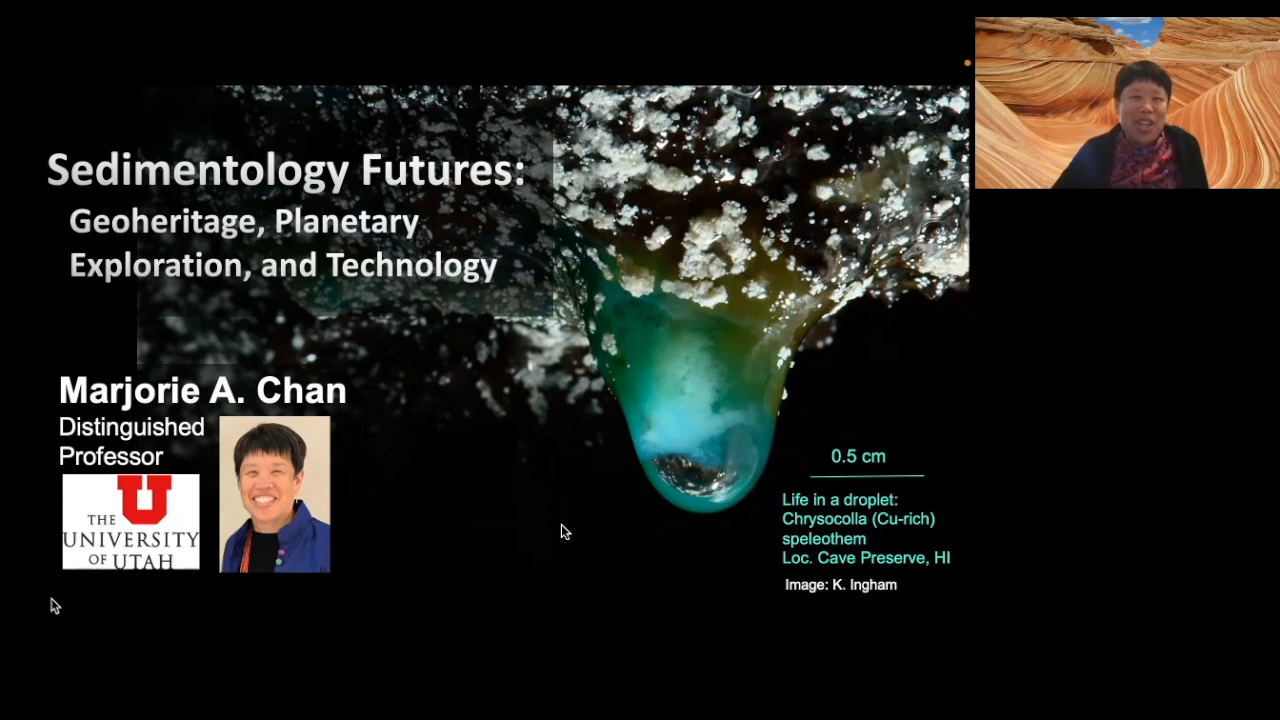 Sedimentology Futures:
Geoheritage, Planetary
Exploration, and Technology
Marjorie A. Chan
Distinguished
Professor
THE
UNIVERSITY
OF UTAH
0.5 cm
Life in a droplet:
Chrysocolla (Cu-rich)
speleothem
Loc. Cave Preserve, HI
Image: K. Ingham